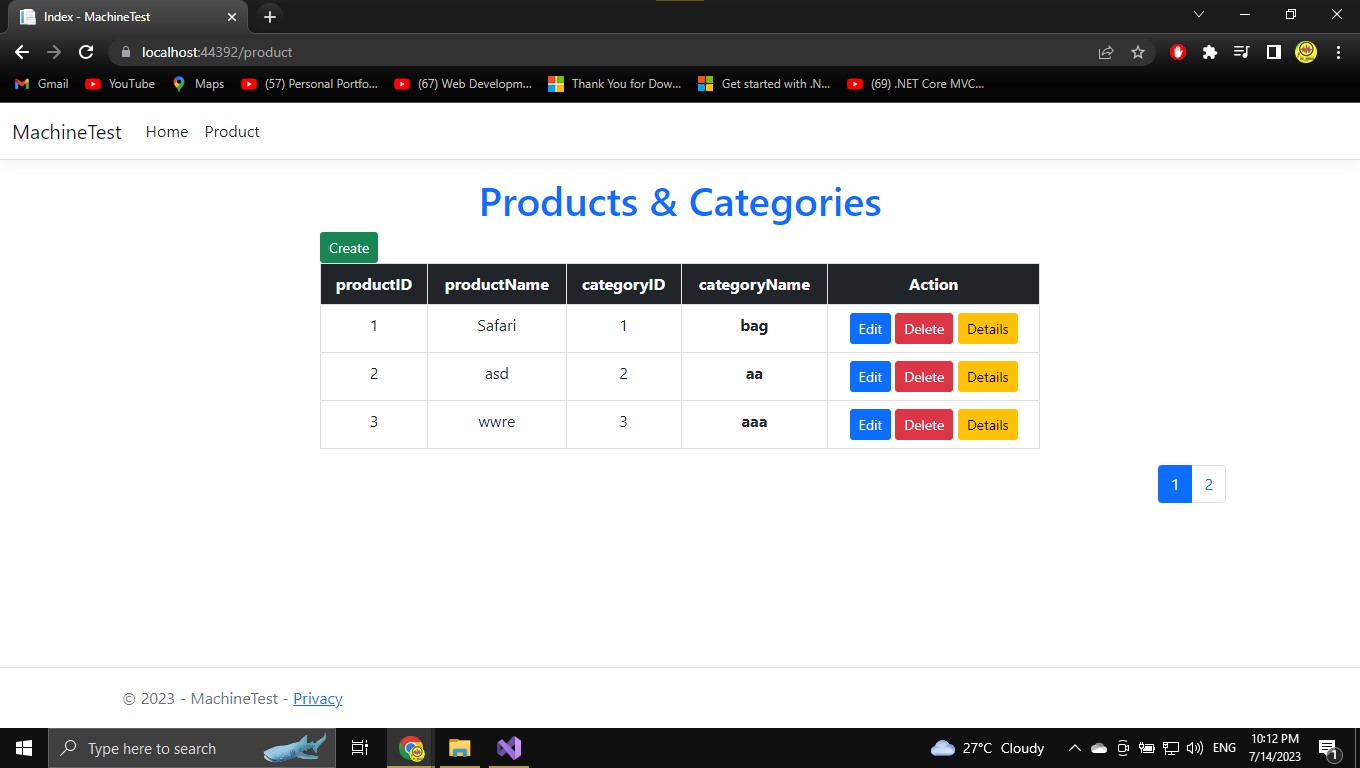 Index - MachineTest
localhost:44392/product
Gmail YouTube Maps (57) Personal Portfo... (67) Web Developm... Thank You for Dow... Get started with .N... (69) .NET Core MVC...
MachineTest Home Product
Products & Categories
Create
productID productName categoryID categoryName Action
1 Safari 1 bag Edit Delete Details
2 asd 2 aa Edit Delete Details
3 wwre 3 aaa Edit Delete Details
1 2
© 2023 - MachineTest - Privacy
Type here to search 27°C Cloudy ENG 10:12 PM
7/14/2023 1